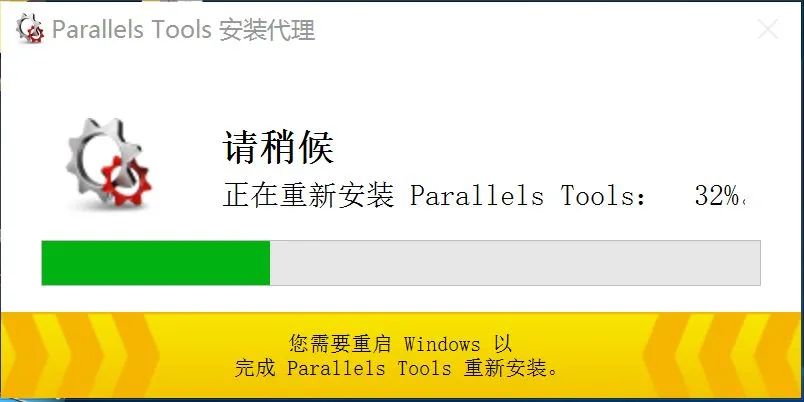 Parallels Tools 安装代理
请稍候
正在重新安装 Parallels Tools： 32%。
您需要重启 Windows 以
完成 Parallels Tools 重新安装。